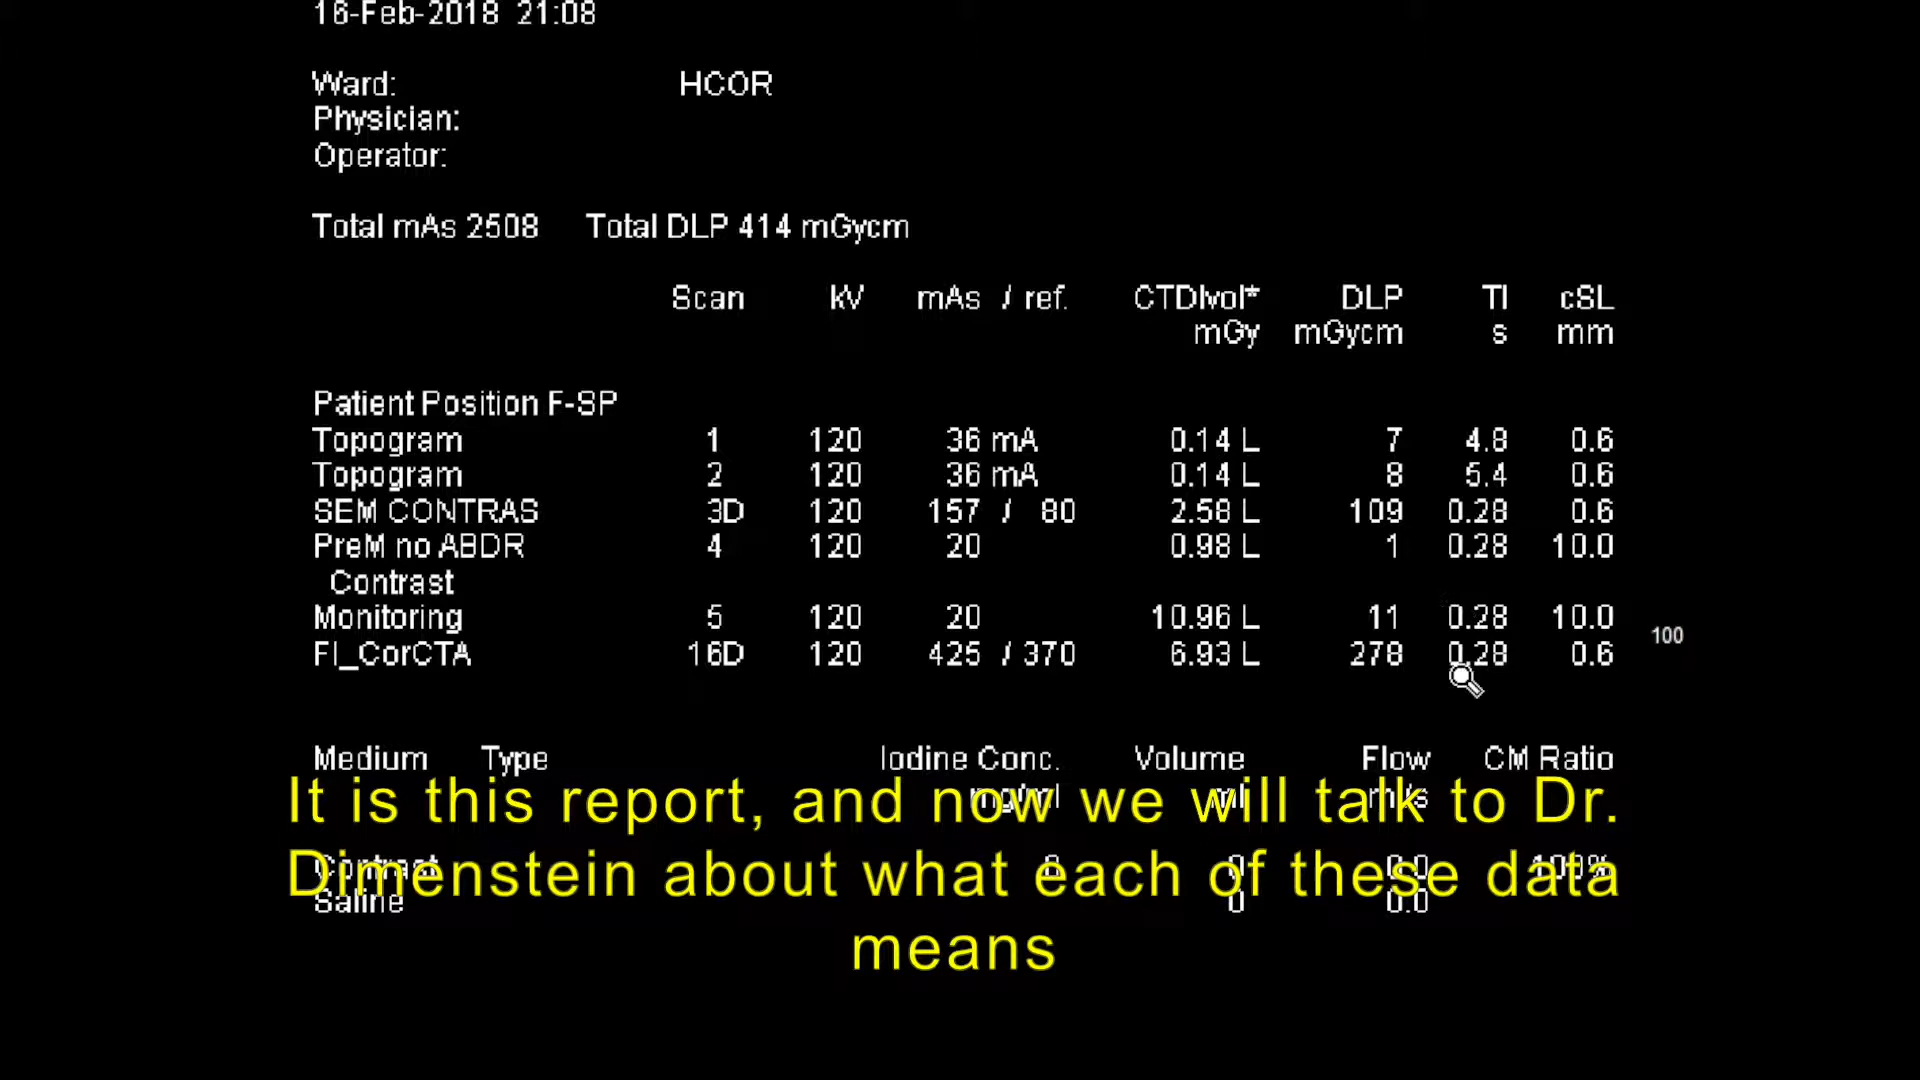 16-Feb-2018 21:08
Ward: HCOR
Physician:
Operator:
Total mAs 2508 Total DLP 414 mGycm
Scan kV mAs / ref. CTDIvol* DLP TI cSL
mGy mGycm s mm
Patient Position F-SP
Topogram 1 120 36 mA 0.14 L 7 4.8 0.6
Topogram 2 120 36 mA 0.14 L 8 5.4 0.6
SEM CONTRAS 3D 120 157 / 80 2.58 L 109 0.28 0.6
PreM no ABDR 4 120 20 0.98 L 1 0.28 10.0
Contrast
Monitoring 5 120 20 10.96 L 11 0.28 10.0
100
Fl_CorCTA 16D 120 425 / 370 6.93 L 278 0.28 0.6
Medium Type Iodine Conc. Volume Flow CM Ratio
It is this report, and now we will talk to Dr.
Contrast 0 0 0.0 100%
Dimenstein about what each of these data
Saline 0 0.0
means